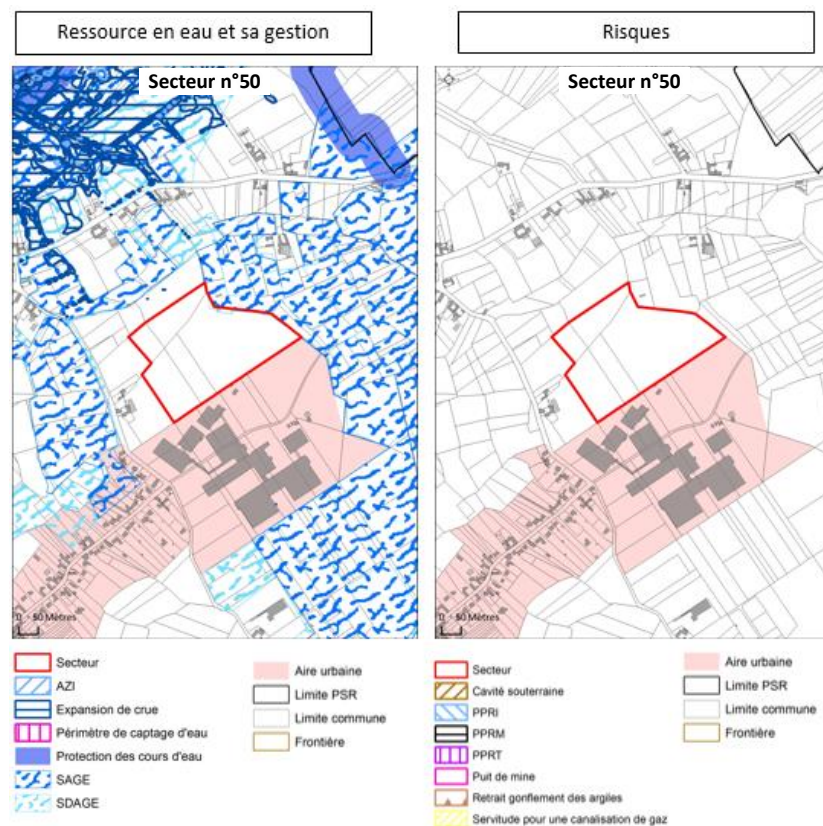 Ressource en eau et sa gestion
Risques
Secteur n°50
Secteur n°50
0 50 Mètres
0 50 Mètres
Secteur
AZI
Expansion de crue
Périmètre de captage d'eau
Protection des cours d'eau
SAGE
SDAGE
Aire urbaine
Limite PSR
Limite commune
Frontière
Secteur
Cavité souterraine
PPRI
PPRM
PPRT
Puit de mine
Retrait gonflement des argiles
Servitude pour une canalisation de gaz
Aire urbaine
Limite PSR
Limite commune
Frontière